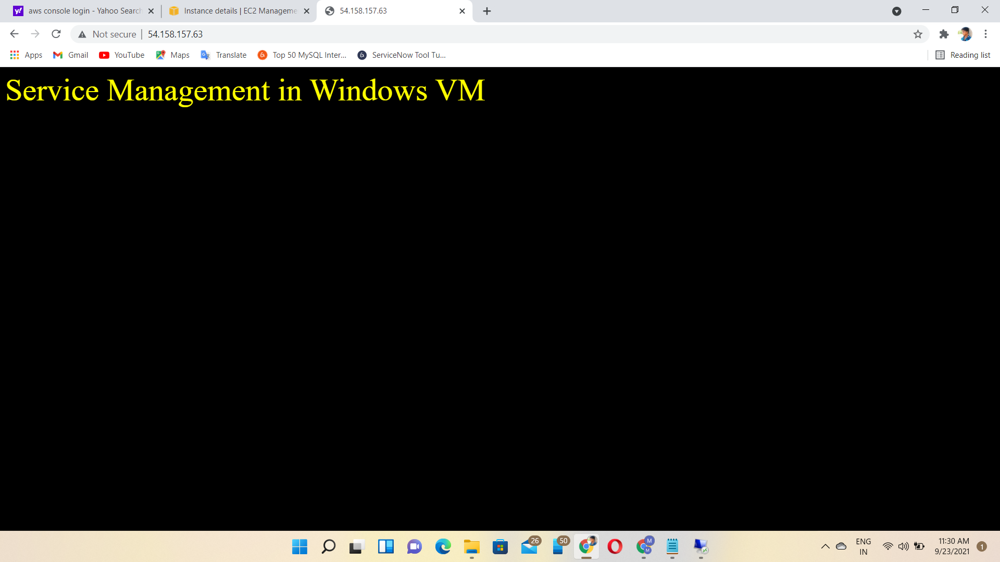 aws console login - Yahoo Search
Instance details | EC2 Manageme
54.158.157.63
Not secure | 54.158.157.63
Apps Gmail YouTube Maps Translate Top 50 MySQL Inter... ServiceNow Tool Tu... Reading list
Service Management in Windows VM
26
50
M
M
ENG
IN
11:30 AM
9/23/2021
1